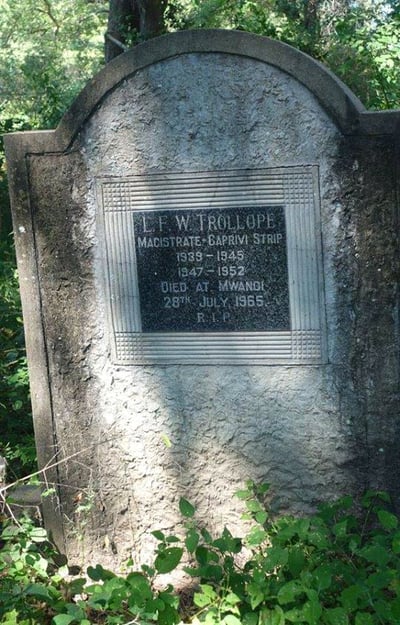 L. F. W. TROLLOPE
MAGISTRATE-CAPRIVI STRIP
1939 - 1945
1947 - 1952
DIED AT MWANDI
28TH JULY, 1965.
R. I. P.